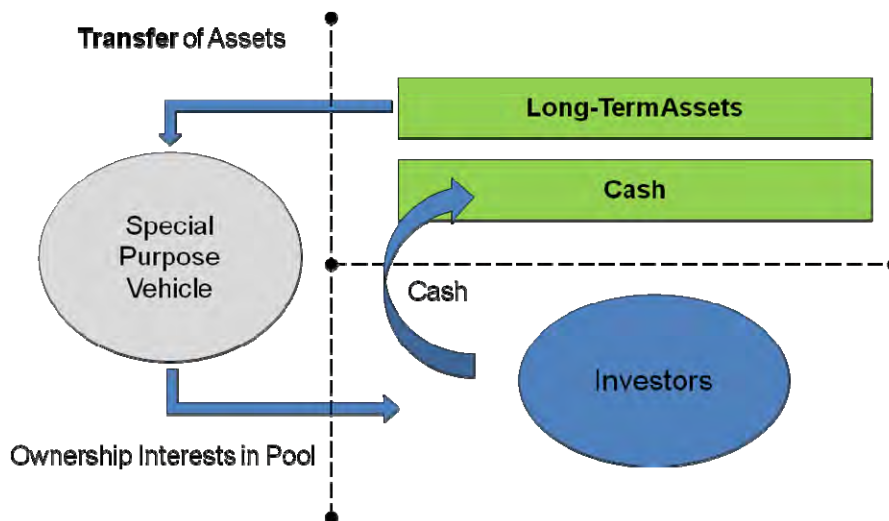 Transfer of Assets
Long-TermAssets
Cash
Special
Purpose
Vehicle
Cash
Investors
Ownership Interests in Pool